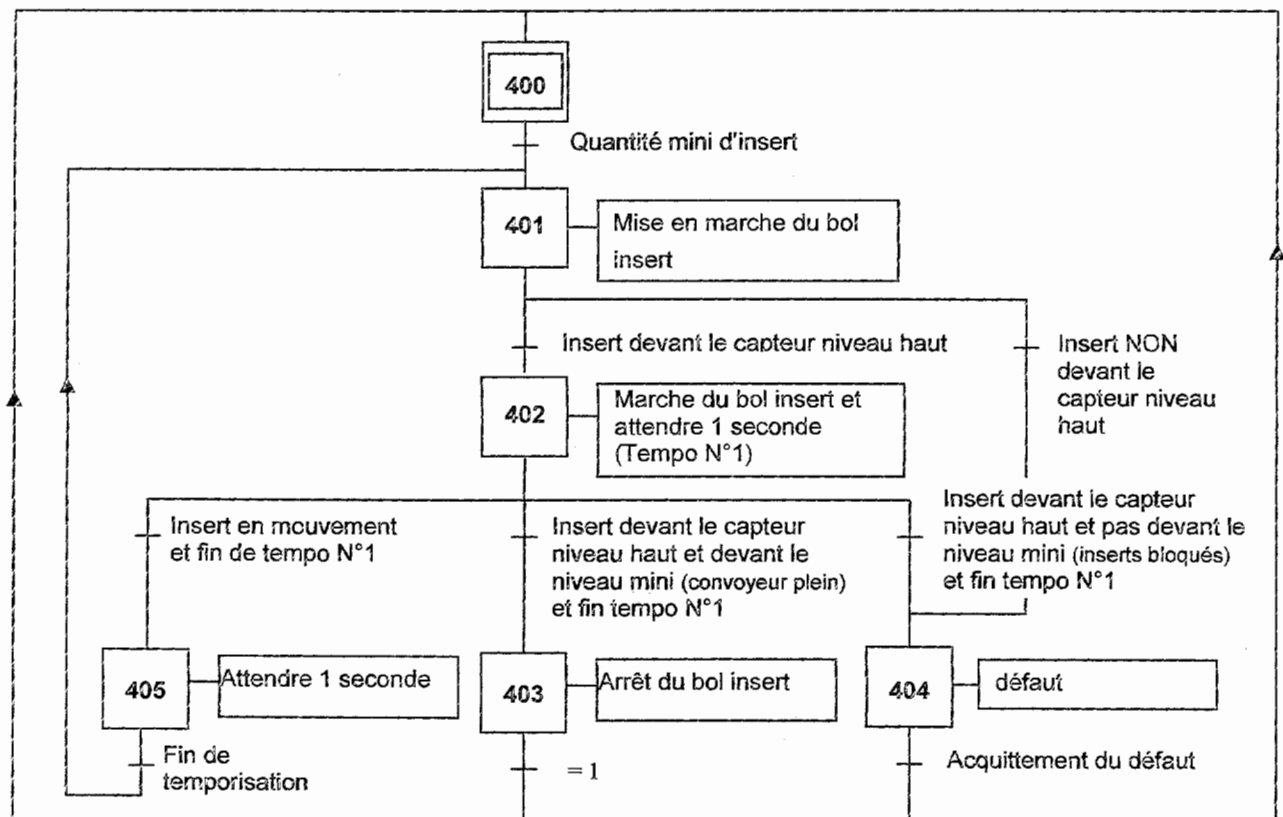 400
Quantité mini d'insert
401
Mise en marche du bol
insert
Insert devant le capteur niveau haut
Insert NON
devant le
capteur niveau
haut
402
Marche du bol insert et
attendre 1 seconde
(Tempo N°1)
Insert en mouvement
et fin de tempo N°1
Insert devant le capteur
niveau haut et devant le
niveau mini (convoyeur plein)
et fin tempo N°1
Insert devant le capteur
niveau haut et pas devant le
niveau mini (inserts bloqués)
et fin tempo N°1
405
Attendre 1 seconde
403
Arrêt du bol insert
404
défaut
Fin de
temporisation
= 1
Acquittement du défaut